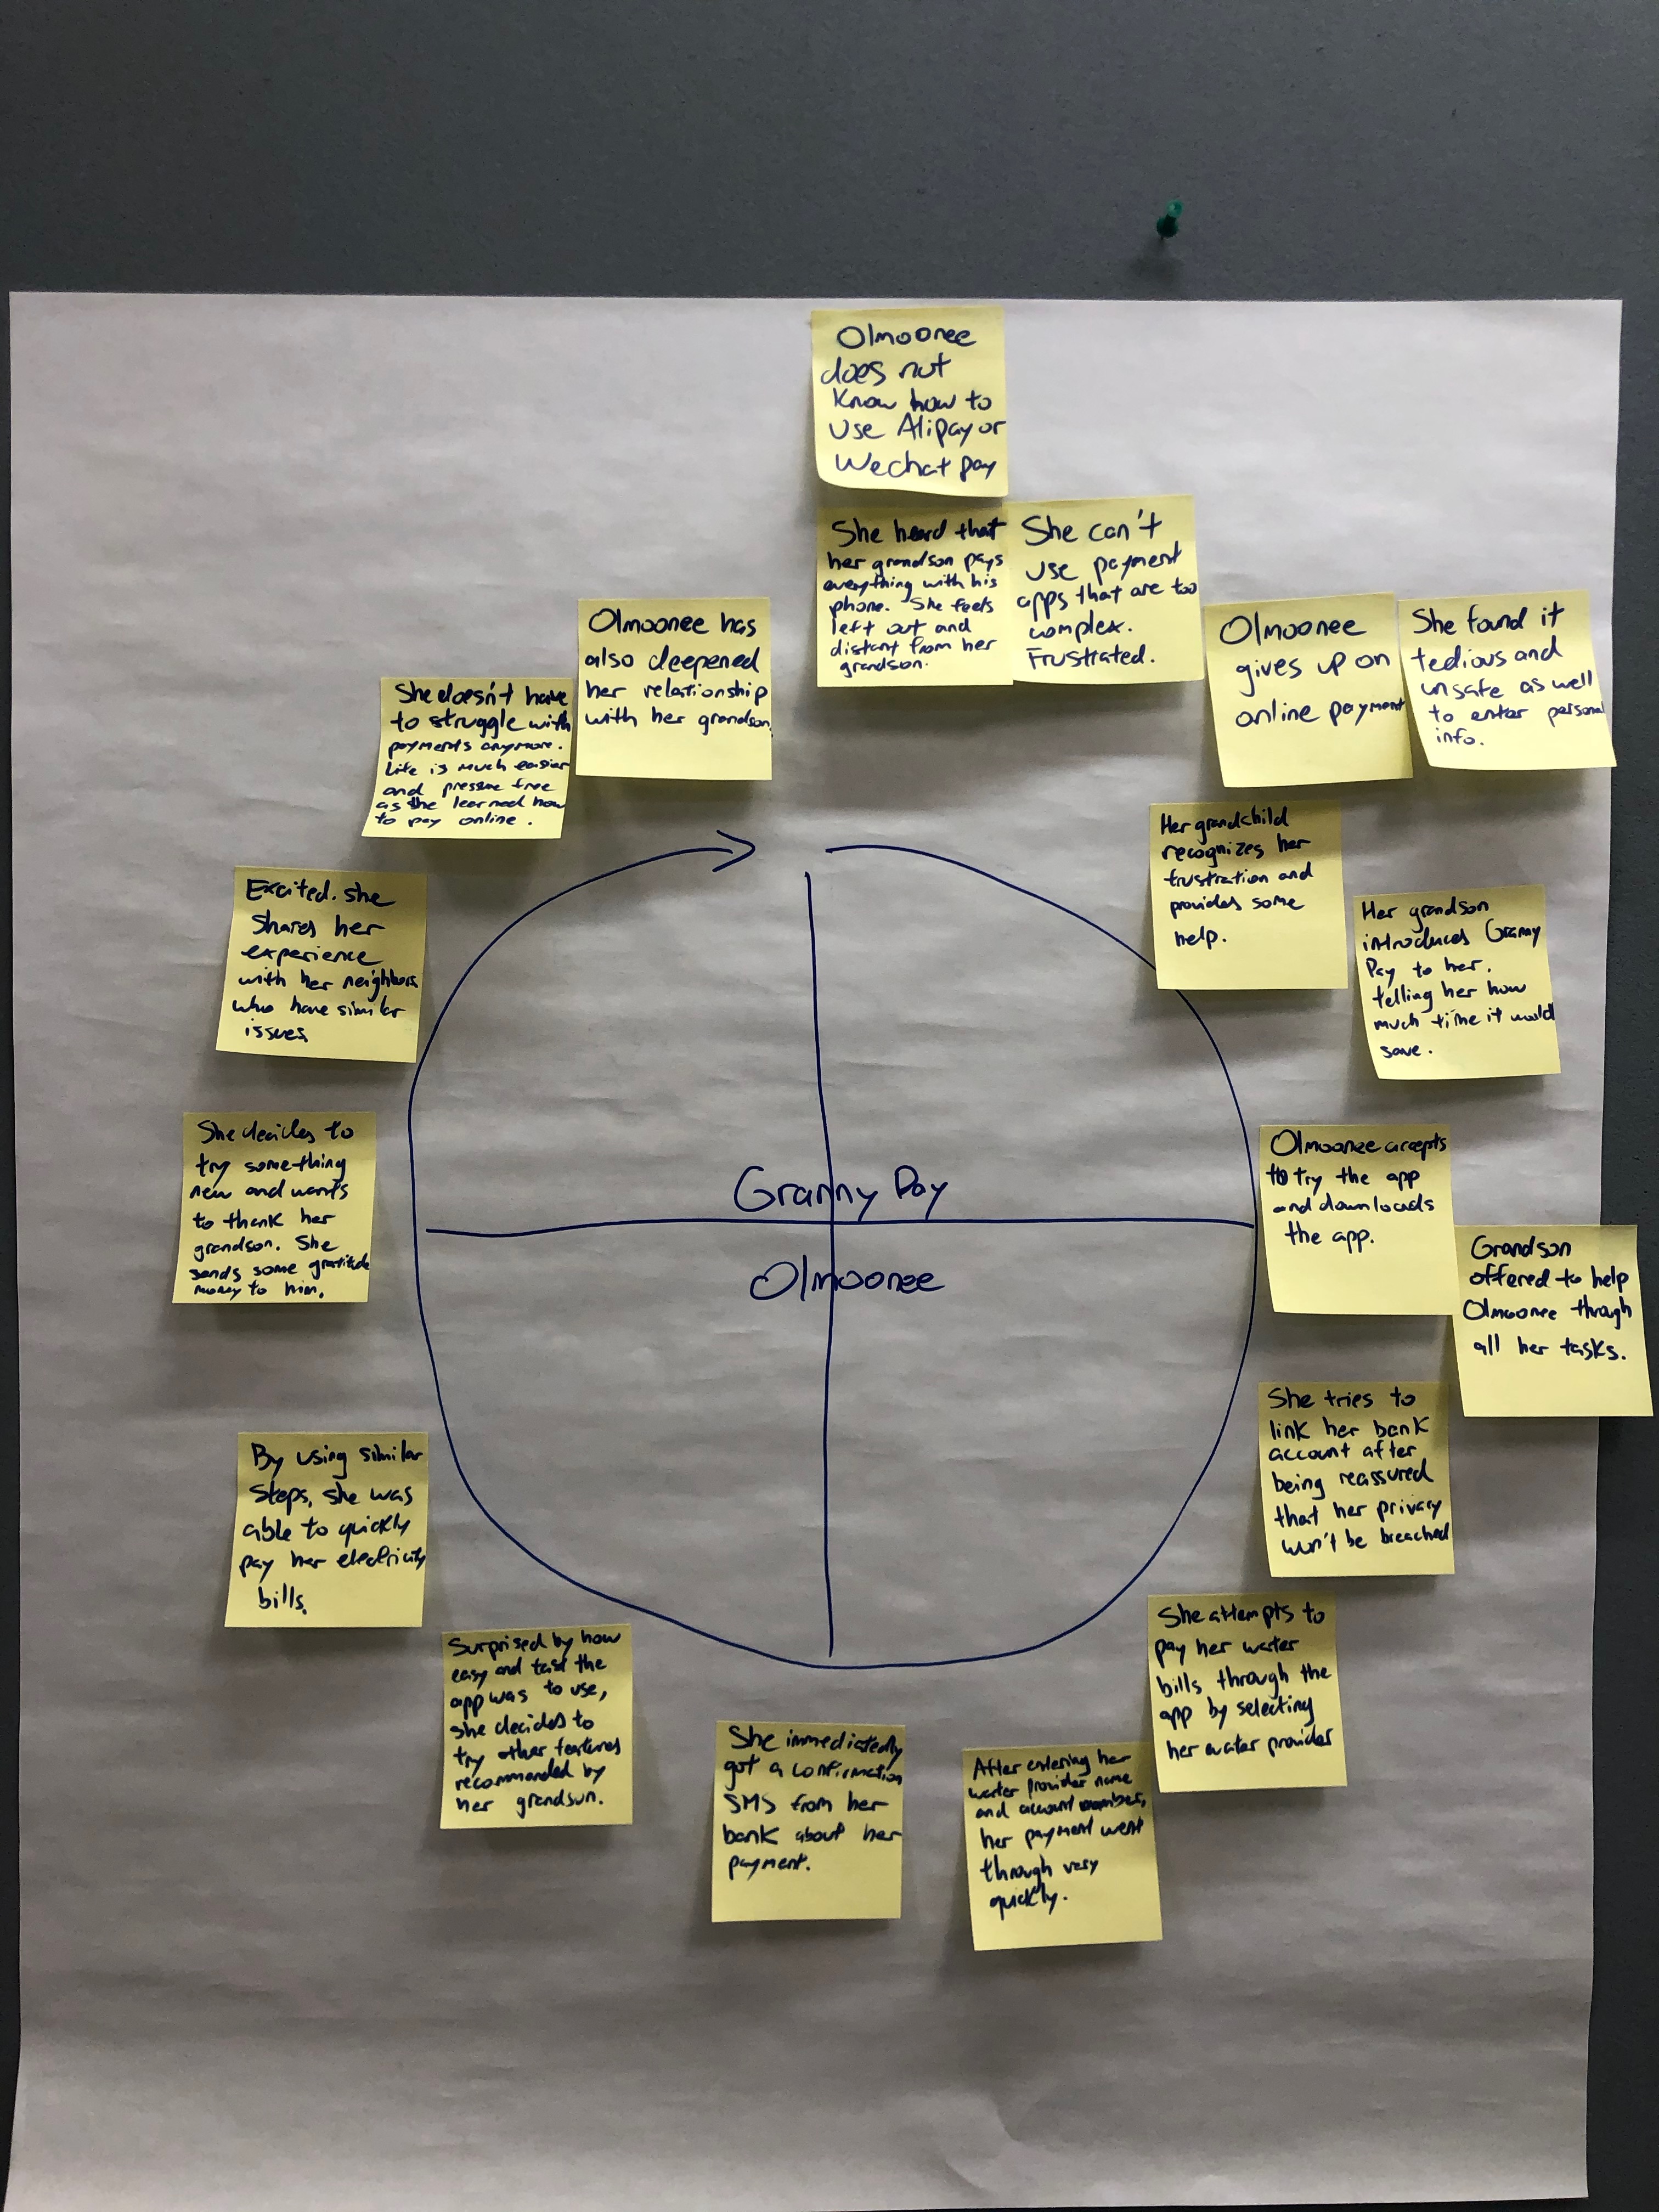 Olmoonee
does not
Know how to
Use Alipay or
Wechat pay
She heard that
her grandson pays
everything with his
phone. She feels
left out and
distant from her
grandson.
She can't
use payment
apps that are too
complex.
Frustrated.
Olmoonee
gives up on
online payment
She found it
tedious and
unsafe as well
to enter personal
info.
Her grandchild
recognizes her
frustration and
provides some
help.
Her grandson
introduces Granny
Pay to her.
telling her how
much time it would
save.
Olmoonee accepts
to try the app
and downloads
the app.
Grandson
offered to help
Olmoonee through
all her tasks.
She tries to
link her bank
account after
being reassured
that her privacy
won't be breached
She attempts to
pay her water
bills through the
app by selecting
her water provider
After entering her
water provider name
and account number,
her payment went
through very
quickly.
She immediately
got a confirmation
SMS from her
bank about her
payment.
Surprised by how
easy and fast the
app was to use,
she decides to
try other features
recommended by
her grandson.
By using similar
Steps, she was
able to quickly
pay her electricity
bills.
She decides to
try something
new and wants
to thank her
grandson. She
sends some gratitude
money to him.
Excited. she
Shares her
experience
with her neighbors
who have similar
issues
She doesn't have
to struggle with
payments anymore.
Life is much easier
and pressure free
as she learned how
to pay online.
Olmoonee has
also deepened
her relationship
with her grandson.
Granny Pay
Olmoonee